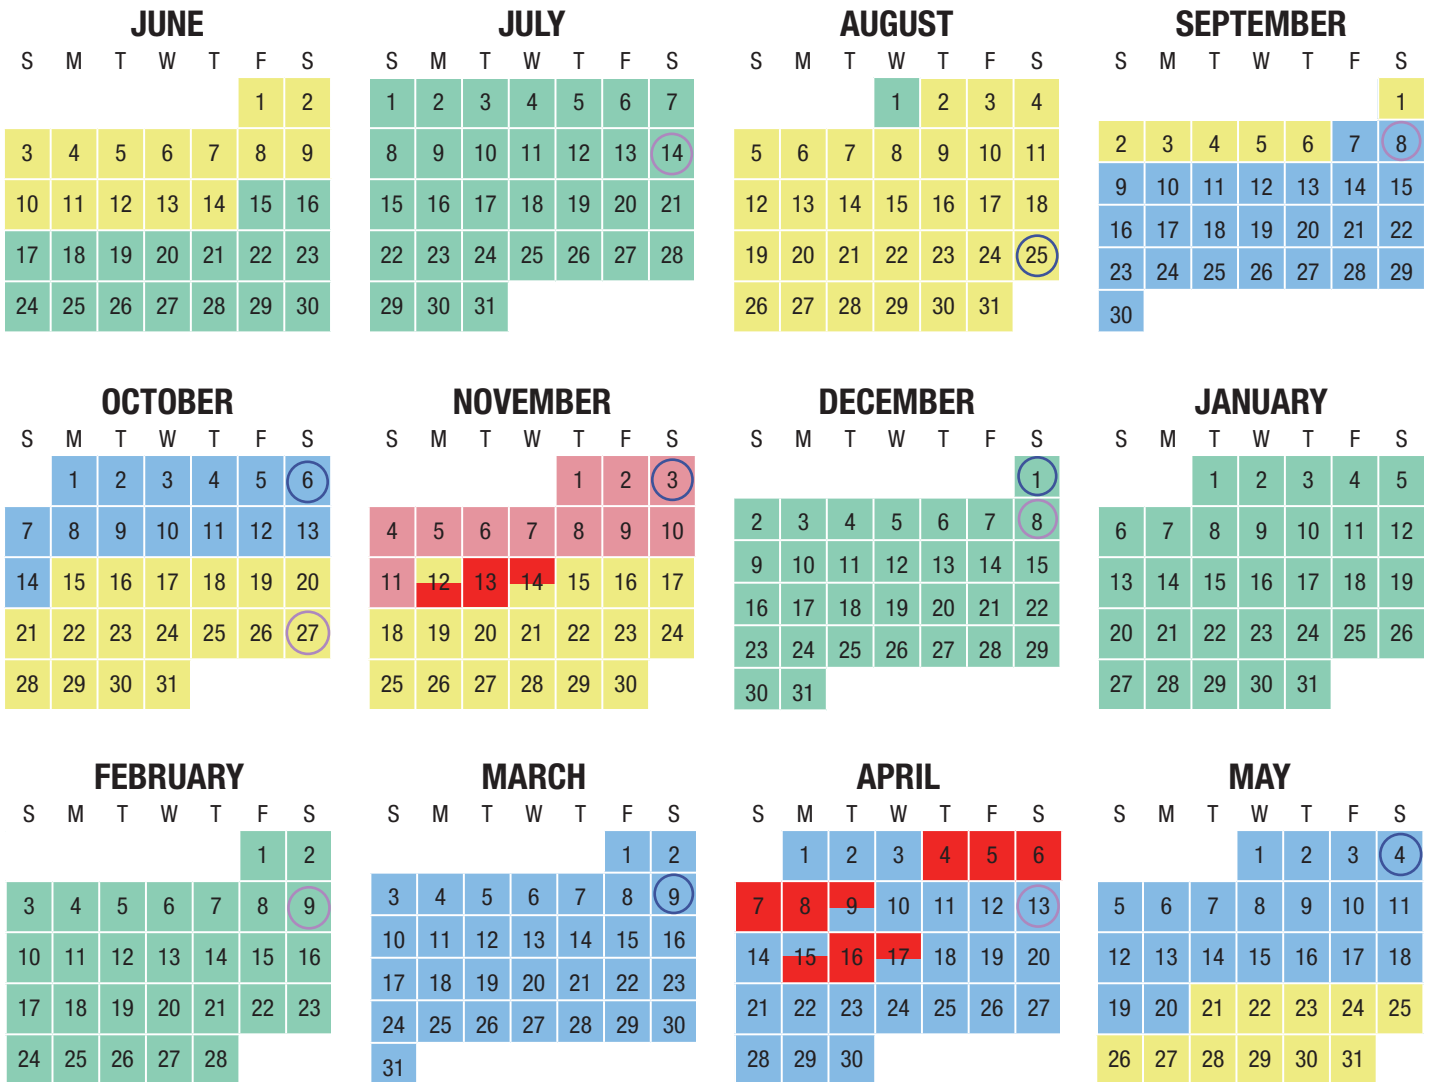 JUNE
S M T W T F S
1 2
3 4 5 6 7 8 9
10 11 12 13 14 15 16
17 18 19 20 21 22 23
24 25 26 27 28 29 30
JULY
S M T W T F S
1 2 3 4 5 6 7
8 9 10 11 12 13 14
15 16 17 18 19 20 21
22 23 24 25 26 27 28
29 30 31
AUGUST
S M T W T F S
1 2 3 4
5 6 7 8 9 10 11
12 13 14 15 16 17 18
19 20 21 22 23 24 25
26 27 28 29 30 31
SEPTEMBER
S M T W T F S
1
2 3 4 5 6 7 8
9 10 11 12 13 14 15
16 17 18 19 20 21 22
23 24 25 26 27 28 29
30
OCTOBER
S M T W T F S
1 2 3 4 5 6
7 8 9 10 11 12 13
14 15 16 17 18 19 20
21 22 23 24 25 26 27
28 29 30 31
NOVEMBER
S M T W T F S
1 2 3
4 5 6 7 8 9 10
11 12 13 14 15 16 17
18 19 20 21 22 23 24
25 26 27 28 29 30
DECEMBER
S M T W T F S
1
2 3 4 5 6 7 8
9 10 11 12 13 14 15
16 17 18 19 20 21 22
23 24 25 26 27 28 29
30 31
JANUARY
S M T W T F S
1 2 3 4 5
6 7 8 9 10 11 12
13 14 15 16 17 18 19
20 21 22 23 24 25 26
27 28 29 30 31
FEBRUARY
S M T W T F S
1 2
3 4 5 6 7 8 9
10 11 12 13 14 15 16
17 18 19 20 21 22 23
24 25 26 27 28
MARCH
S M T W T F S
1 2
3 4 5 6 7 8 9
10 11 12 13 14 15 16
17 18 19 20 21 22 23
24 25 26 27 28 29 30
31
APRIL
S M T W T F S
1 2 3 4 5 6
7 8 9 10 11 12 13
14 15 16 17 18 19 20
21 22 23 24 25 26 27
28 29 30
MAY
S M T W T F S
1 2 3 4
5 6 7 8 9 10 11
12 13 14 15 16 17 18
19 20 21 22 23 24 25
26 27 28 29 30 31